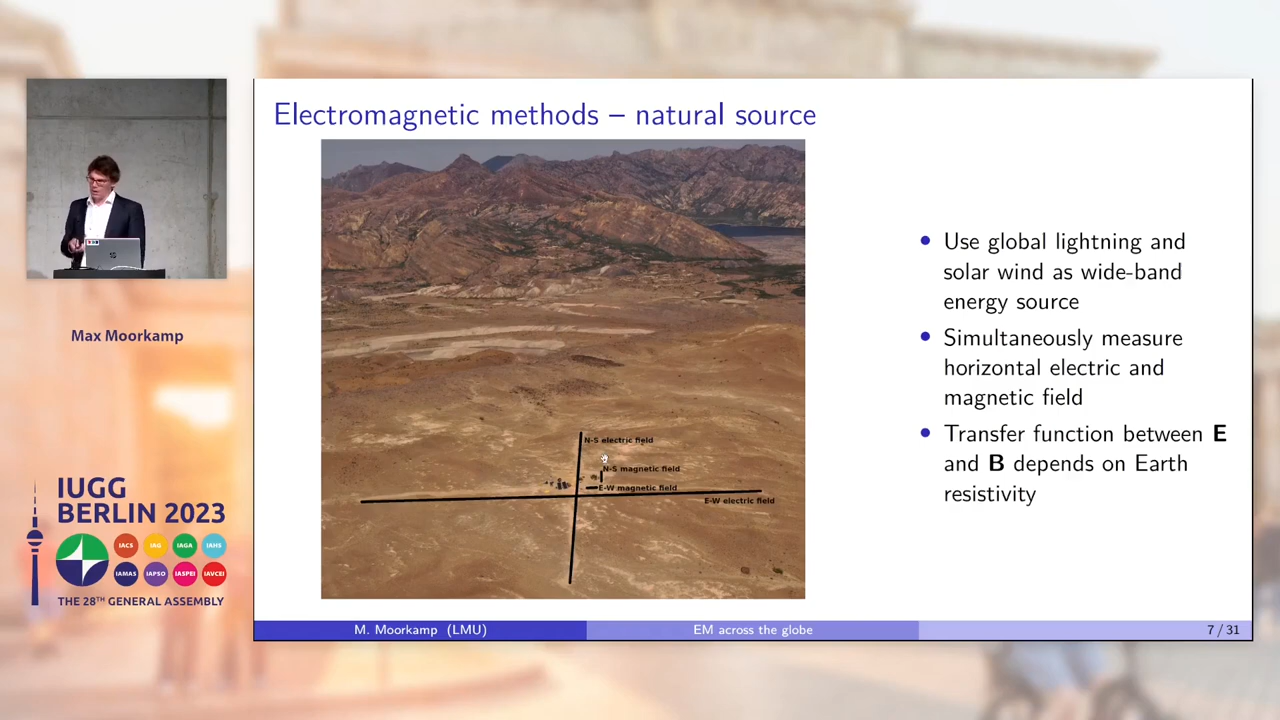 Electromagnetic methods – natural source
N-S electric field
N-S magnetic field
E-W magnetic field
E-W electric field
• Use global lightning and
solar wind as wide-band
energy source
• Simultaneously measure
horizontal electric and
magnetic field
• Transfer function between E
and B depends on Earth
resistivity
M. Moorkamp (LMU)
EM across the globe
7 / 31
Max Moorkamp
IUGG
BERLIN 2023
IACS IAG IAGA IAHS
IAMAS IAPSO IASPEI IAVCEI
THE 28TH GENERAL ASSEMBLY